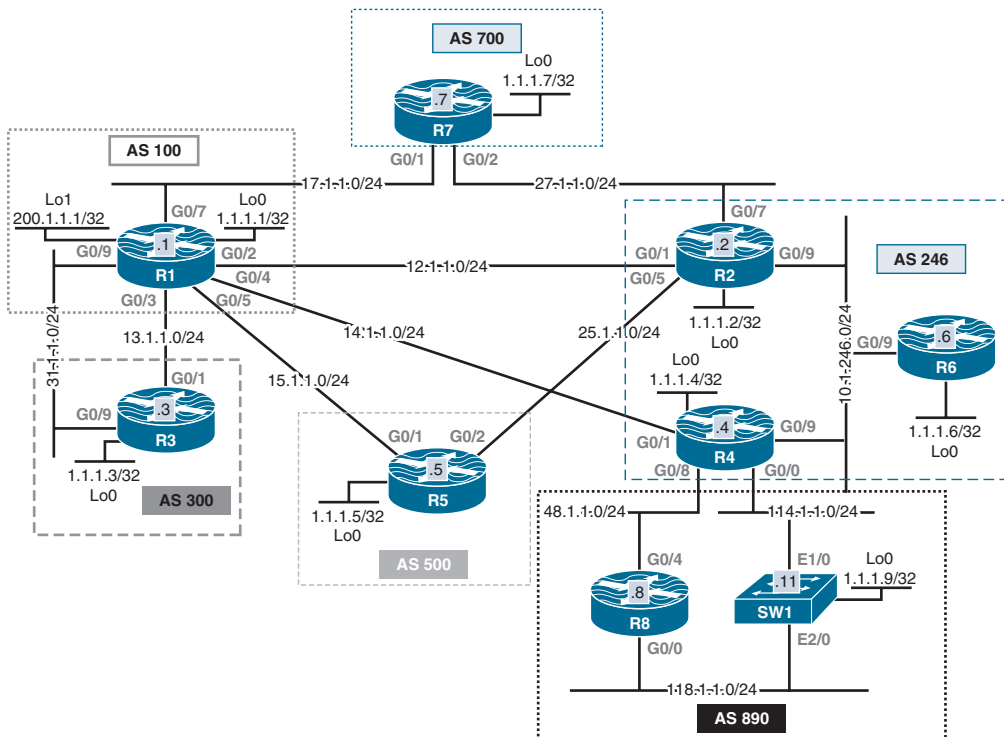 AS 700
Lo0
1.1.1.7/32
.7
R7
G0/1
G0/2
AS 100
17.1.1.0/24
27.1.1.0/24
Lo1
200.1.1.1/32
Lo0
1.1.1.1/32
G0/7
.1
R1
G0/9
G0/2
G0/4
G0/3
G0/5
12.1.1.0/24
G0/7
.2
R2
G0/1
G0/5
G0/9
1.1.1.2/32
Lo0
AS 246
31.1.1.0/24
13.1.1.0/24
14.1.1.0/24
25.1.1.0/24
15.1.1.0/24
10.1.246.0/24
G0/9
.6
R6
1.1.1.6/32
Lo0
G0/1
G0/9
.3
R3
1.1.1.3/32
Lo0
AS 300
Lo0
1.1.1.4/32
G0/1
.4
R4
G0/9
G0/8
G0/0
G0/1
G0/2
.5
R5
1.1.1.5/32
Lo0
AS 500
48.1.1.0/24
114.1.1.0/24
G0/4
.8
R8
G0/0
E1/0
Lo0
1.1.1.9/32
.11
SW1
E2/0
118.1.1.0/24
AS 890